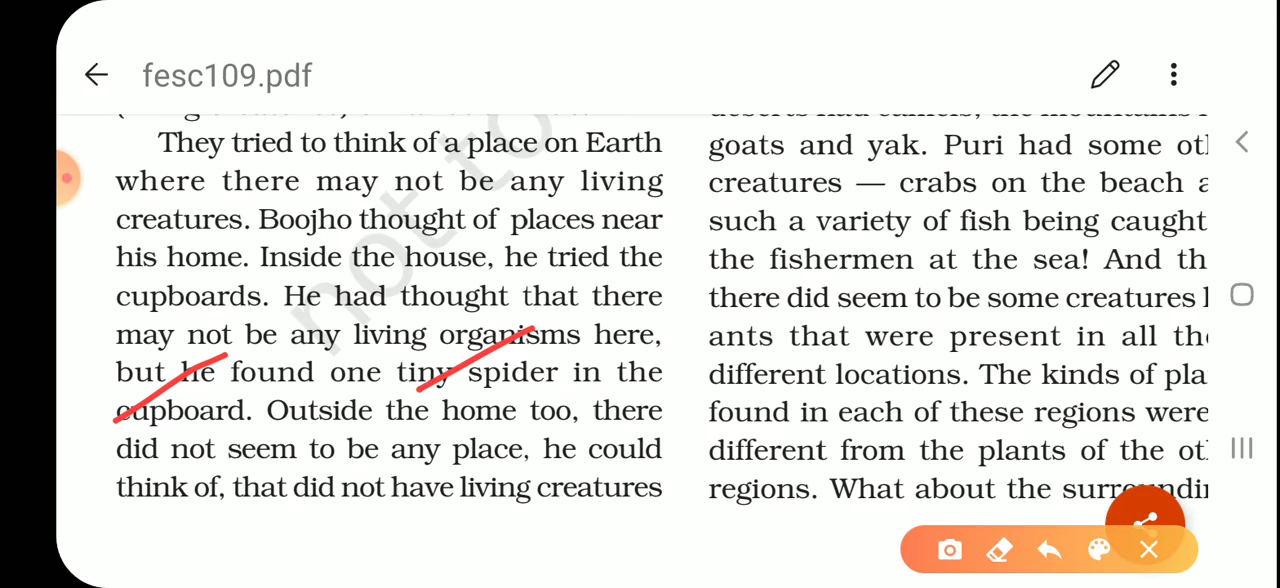 fesc109.pdf
They tried to think of a place on Earth
where there may not be any living
creatures. Boojho thought of places near
his home. Inside the house, he tried the
cupboards. He had thought that there
may not be any living organisms here,
but he found one tiny spider in the
cupboard. Outside the home too, there
did not seem to be any place, he could
think of, that did not have living creatures
goats and yak. Puri had some
creatures — crabs on the beach
such a variety of fish being caught
the fishermen at the sea! And
there did seem to be some creatures
ants that were present in all
different locations. The kinds of
found in each of these regions were
different from the plants of the
regions. What about the
not to